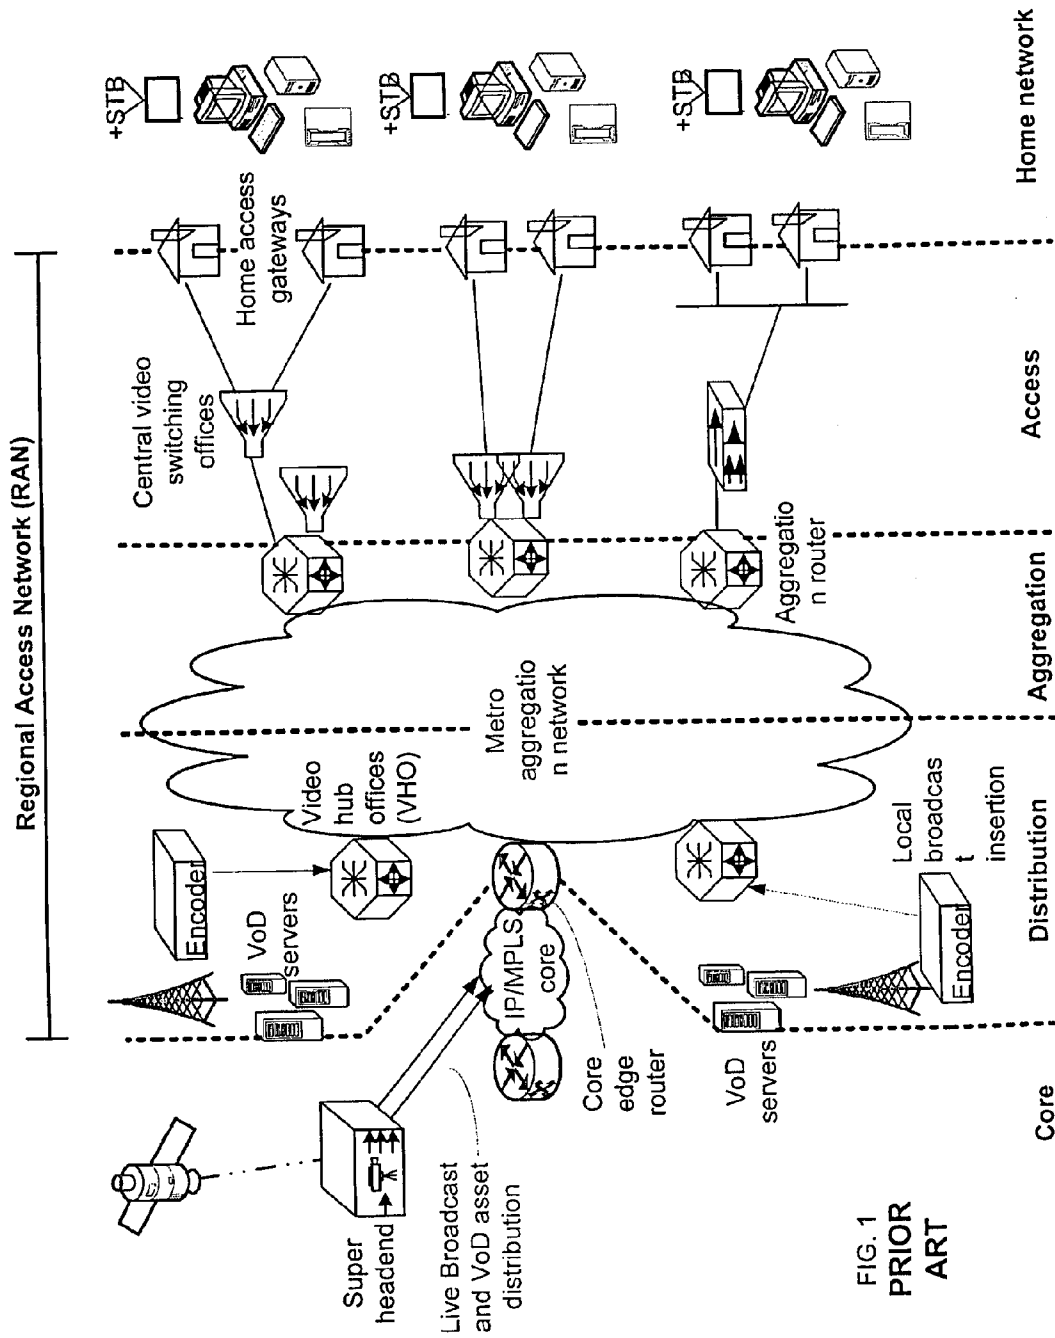 Regional Access Network (RAN)
+STB
+STB
+STB
Home access
gateways
Central video
switching
offices
Aggregatio
n router
Metro
aggregatio
n network
Video
hub
offices
(VHO)
Encoder
VoD
servers
IP/MPLS
core
Local
broadcas
t
insertion
Encoder
Core
edge
router
VoD
servers
Super
headend
Live Broadcast
and VoD asset
distribution
Core
Distribution
Aggregation
Access
Home network
FIG. 1
PRIOR
ART